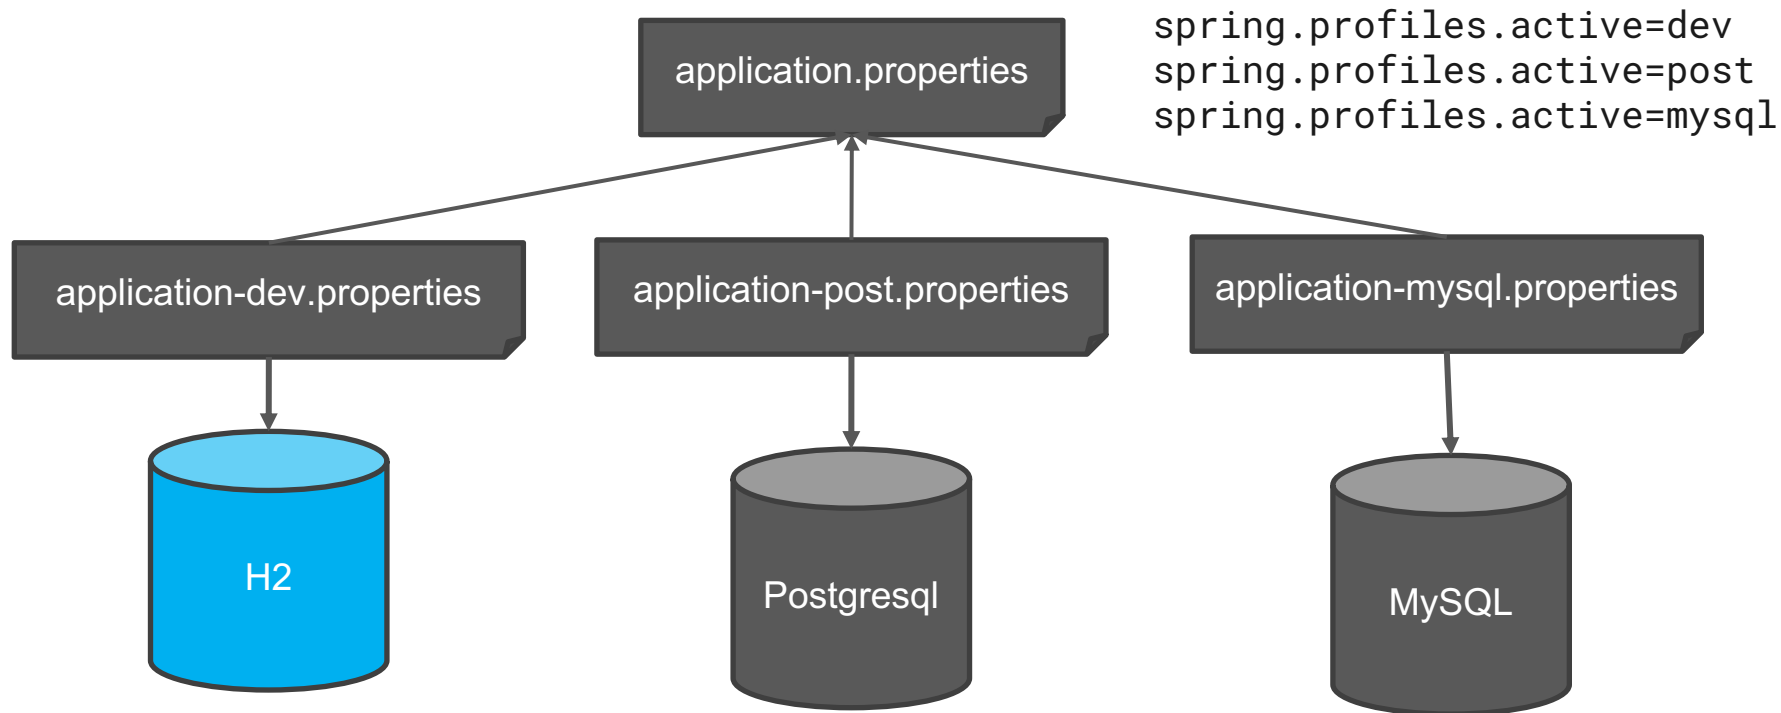 application.properties
spring.profiles.active=dev
spring.profiles.active=post
spring.profiles.active=mysql
application-dev.properties
application-post.properties
application-mysql.properties
H2
Postgresql
MySQL